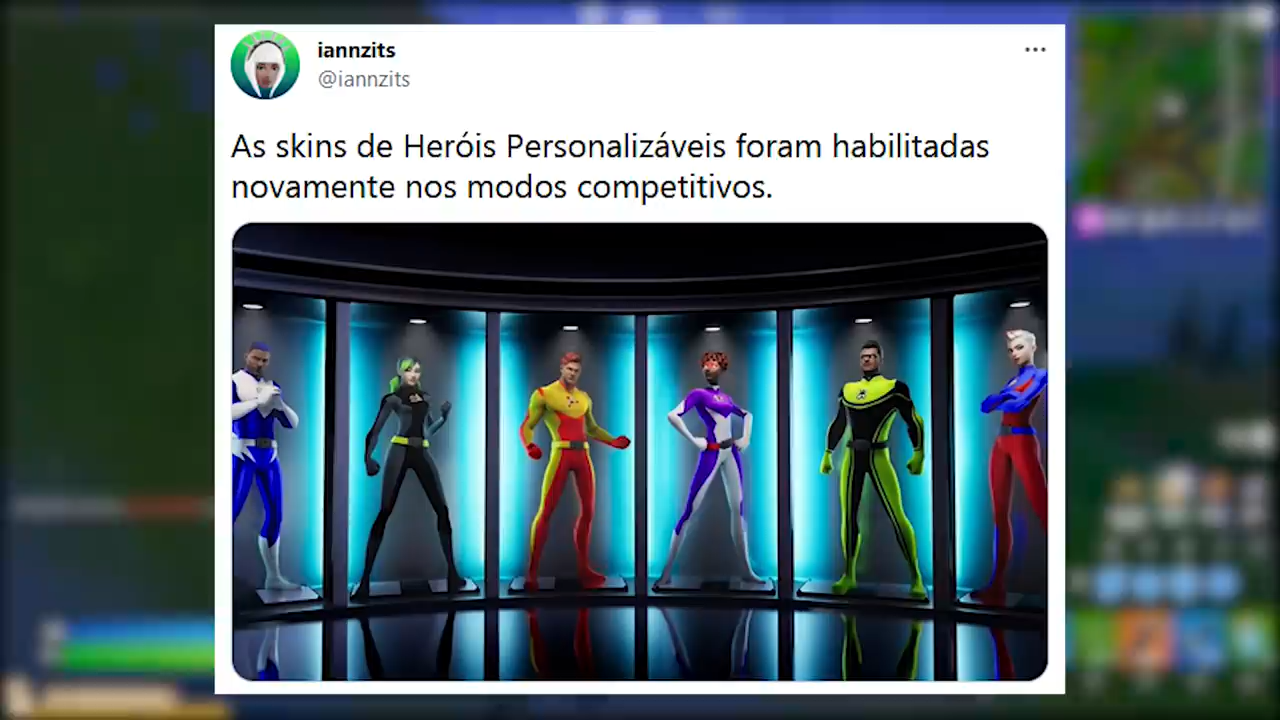 iannzits
@iannzits
As skins de Heróis Personalizáveis foram habilitadas
novamente nos modos competitivos.